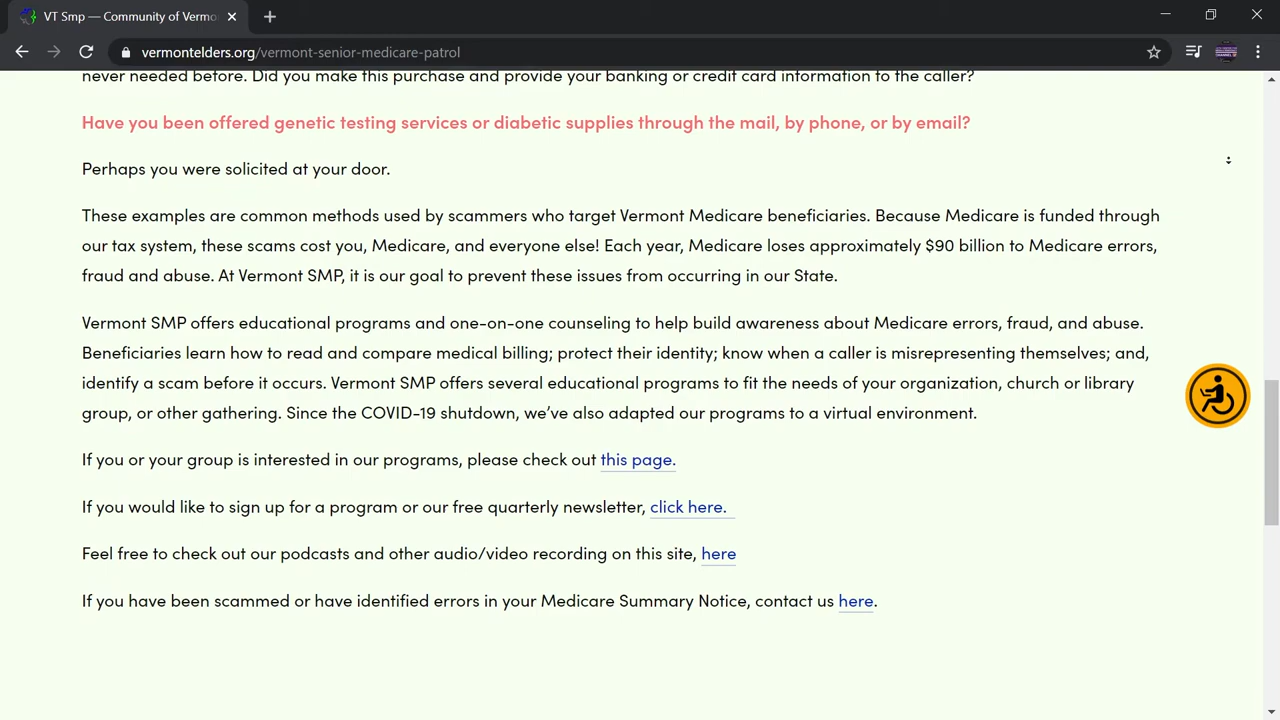 VT Smp — Community of Vermo
vermontelders.org/vermont-senior-medicare-patrol
never needed before. Did you make this purchase and provide your banking or credit card information to the caller?
Have you been offered genetic testing services or diabetic supplies through the mail, by phone, or by email?
Perhaps you were solicited at your door.
These examples are common methods used by scammers who target Vermont Medicare beneficiaries. Because Medicare is funded through
our tax system, these scams cost you, Medicare, and everyone else! Each year, Medicare loses approximately $90 billion to Medicare errors,
fraud and abuse. At Vermont SMP, it is our goal to prevent these issues from occurring in our State.
Vermont SMP offers educational programs and one-on-one counseling to help build awareness about Medicare errors, fraud, and abuse.
Beneficiaries learn how to read and compare medical billing; protect their identity; know when a caller is misrepresenting themselves; and,
identify a scam before it occurs. Vermont SMP offers several educational programs to fit the needs of your organization, church or library
group, or other gathering. Since the COVID-19 shutdown, we’ve also adapted our programs to a virtual environment.
If you or your group is interested in our programs, please check out this page.
If you would like to sign up for a program or our free quarterly newsletter, click here.
Feel free to check out our podcasts and other audio/video recording on this site, here
If you have been scammed or have identified errors in your Medicare Summary Notice, contact us here.